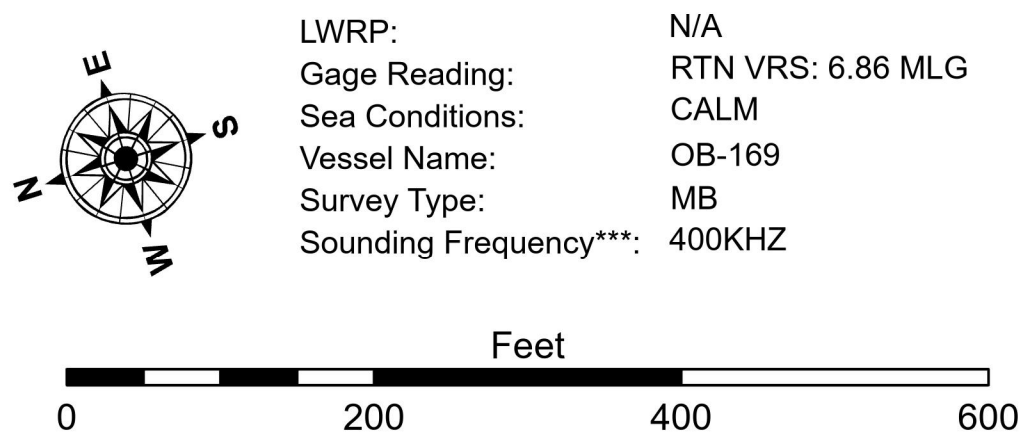 E
S
N
W
LWRP: N/A
Gage Reading: RTN VRS: 6.86 MLG
Sea Conditions: CALM
Vessel Name: OB-169
Survey Type: MB
Sounding Frequency***: 400KHZ
Feet
0 200 400 600